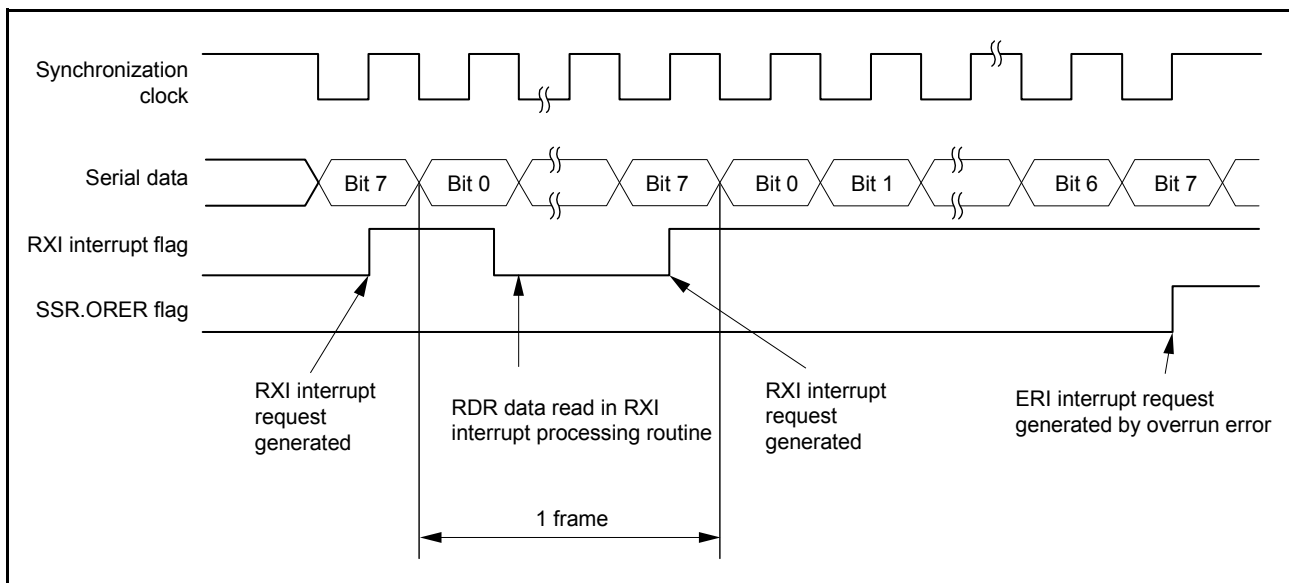 Synchronization
clock
Serial data
Bit 7
Bit 0
Bit 7
Bit 0
Bit 1
Bit 6
Bit 7
RXI interrupt flag
SSR.ORER flag
RXI interrupt
request
generated
RDR data read in RXI
interrupt processing routine
RXI interrupt
request
generated
ERI interrupt request
generated by overrun error
1 frame